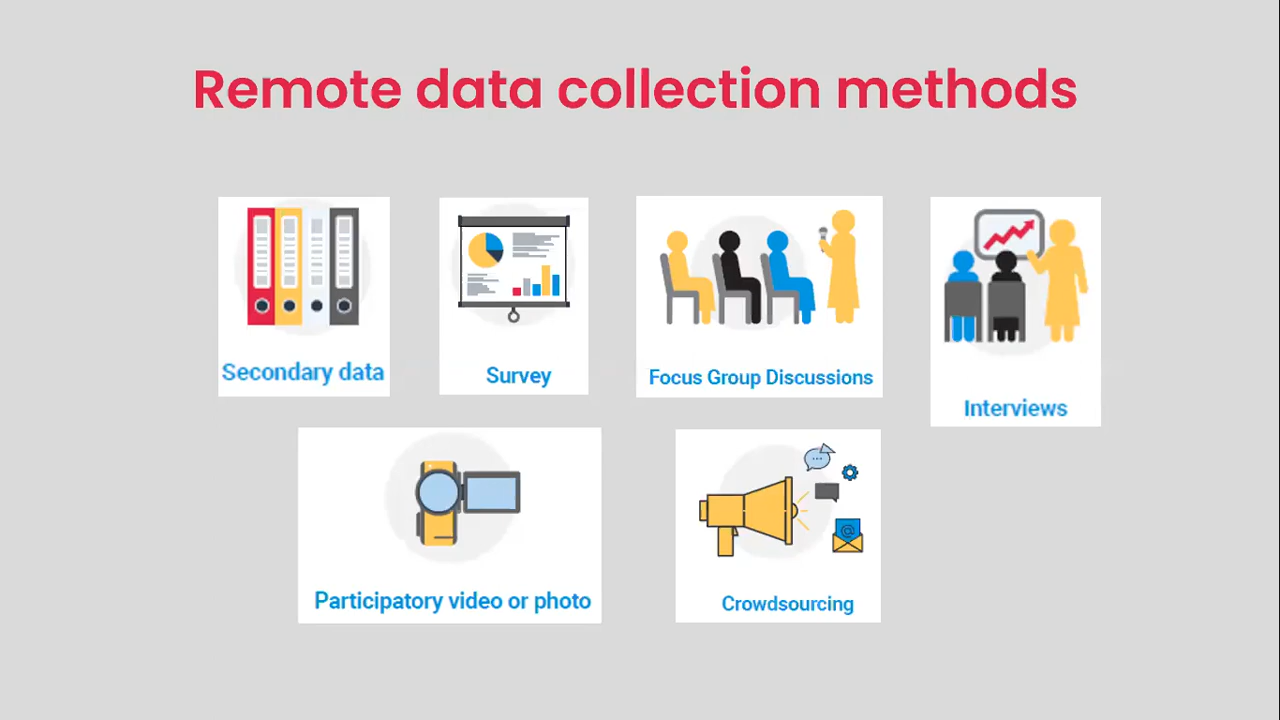 Remote data collection methods
Secondary data
Survey
Focus Group Discussions
Interviews
Participatory video or photo
Crowdsourcing